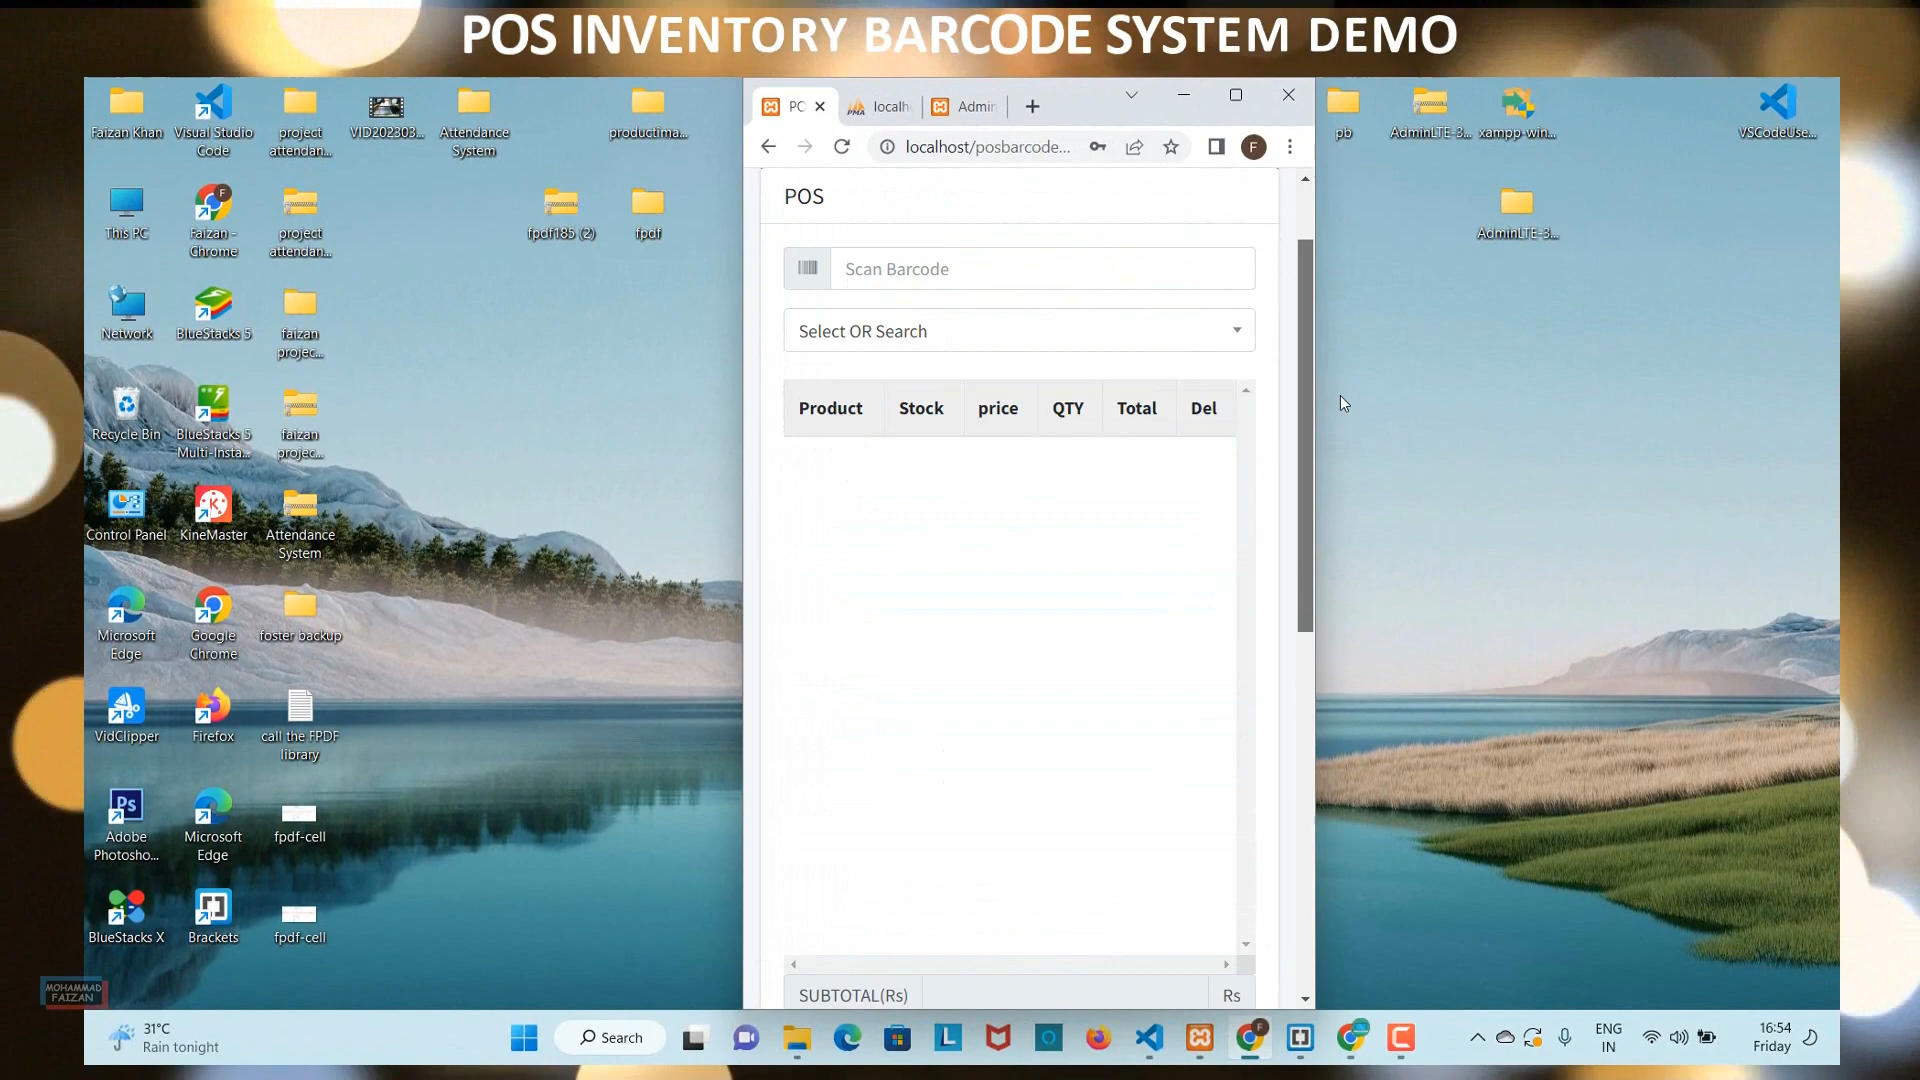 POS INVENTORY BARCODE SYSTEM DEMO
Faizan Khan
Visual Studio
Code
project
attendan...
VID202303...
Attendance
System
productima...
This PC
Faizan -
Chrome
project
attendan...
fpdf185 (2)
fpdf
Network
BlueStacks 5
faizan
projec...
Recycle Bin
BlueStacks 5
Multi-Insta...
faizan
projec...
Control Panel
KineMaster
Attendance
System
Microsoft
Edge
Google
Chrome
foster backup
VidClipper
Firefox
call the FPDF
library
Adobe
Photosho...
Microsoft
Edge
fpdf-cell
BlueStacks X
Brackets
fpdf-cell
PO
localh
Admin
localhost/posbarcode...
F
POS
Scan Barcode
Select OR Search
Product Stock price QTY Total Del
SUBTOTAL(Rs) Rs
pb
AdminLTE-3...
xampp-win...
VSCodeUse...
AdminLTE-3...
MOHAMMAD
FAIZAN
31°C
Rain tonight
Search
ENG
IN
16:54
Friday